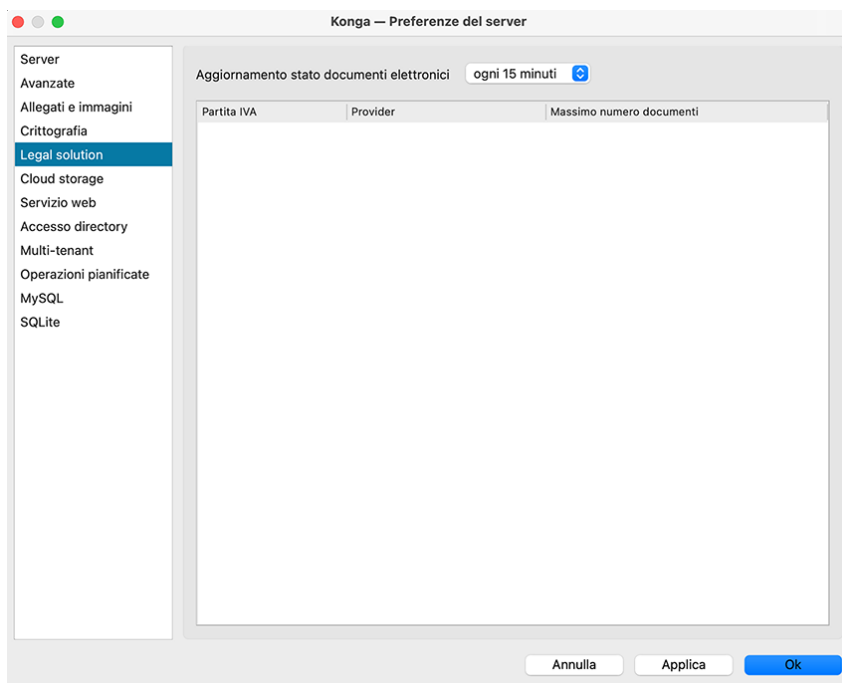 Konga — Preferenze del server
Server
Avanzate
Allegati e immagini
Crittografia
Legal solution
Cloud storage
Servizio web
Accesso directory
Multi-tenant
Operazioni pianificate
MySQL
SQLite
Aggiornamento stato documenti elettronici ogni 15 minuti
Partita IVA Provider Massimo numero documenti
Annulla Applica Ok